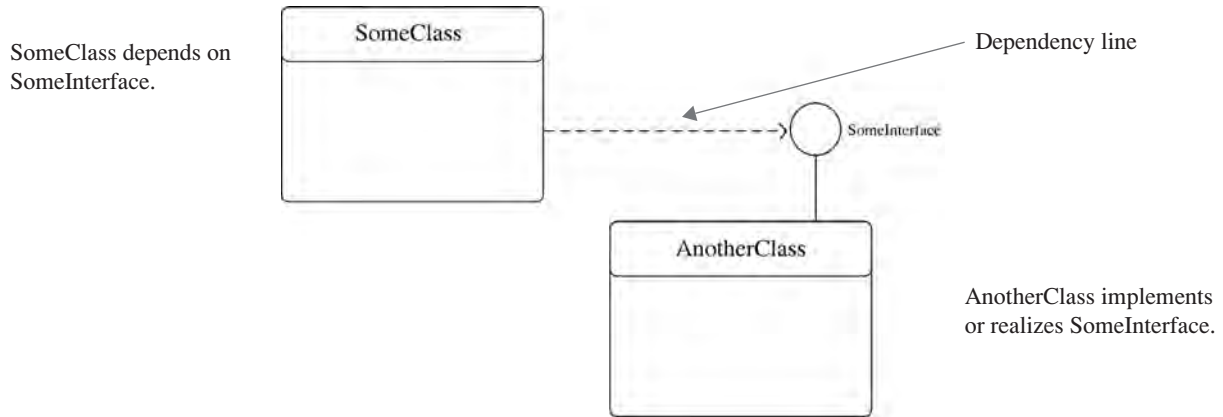 SomeClass
SomeClass depends on
SomeInterface.
Dependency line
SomeInterface
AnotherClass
AnotherClass implements
or realizes SomeInterface.